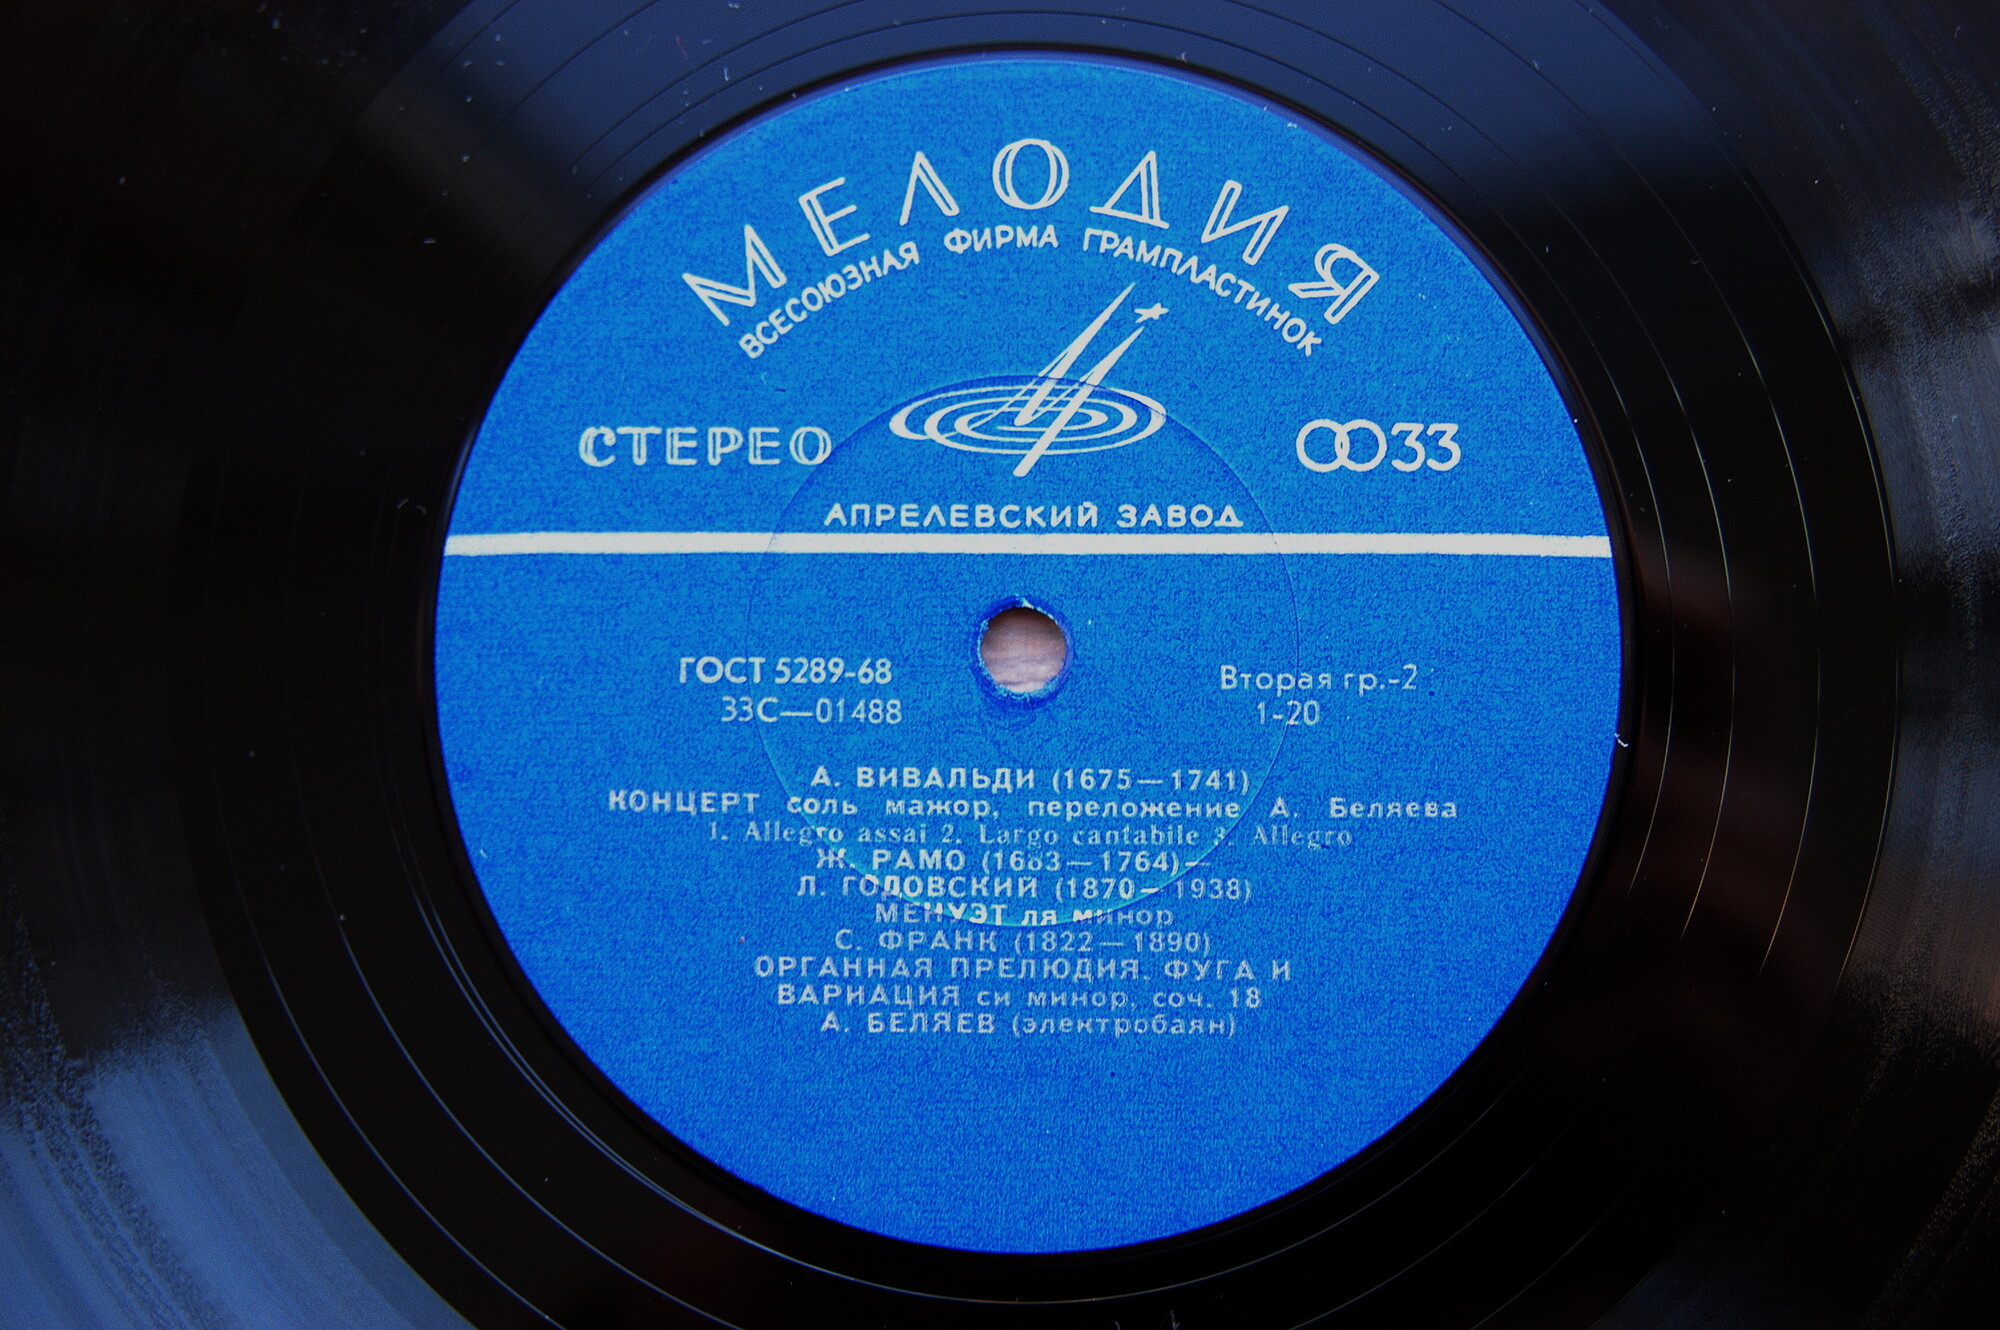 МЕЛОДИЯ
ВСЕСОЮЗНАЯ ФИРМА ГРАМПЛАСТИНОК
СТЕРЕО
33
АПРЕЛЕВСКИЙ ЗАВОД
ГОСТ 5289-68
33С—01488
Вторая гр.-2
1-20
А. ВИВАЛЬДИ (1675—1741)
КОНЦЕРТ соль мажор, переложение А. Беляева
1. Allegro assai 2. Largo cantabile 3. Allegro
Ж. РАМО (1683—1764)—
Л. ГОДОВСКИЙ (1870—1938)
МЕНУЭТ ля минор
С. ФРАНК (1822—1890)
ОРГАННАЯ ПРЕЛЮДИЯ, ФУГА И
ВАРИАЦИЯ си минор, соч. 18
А. БЕЛЯЕВ (электробаян)